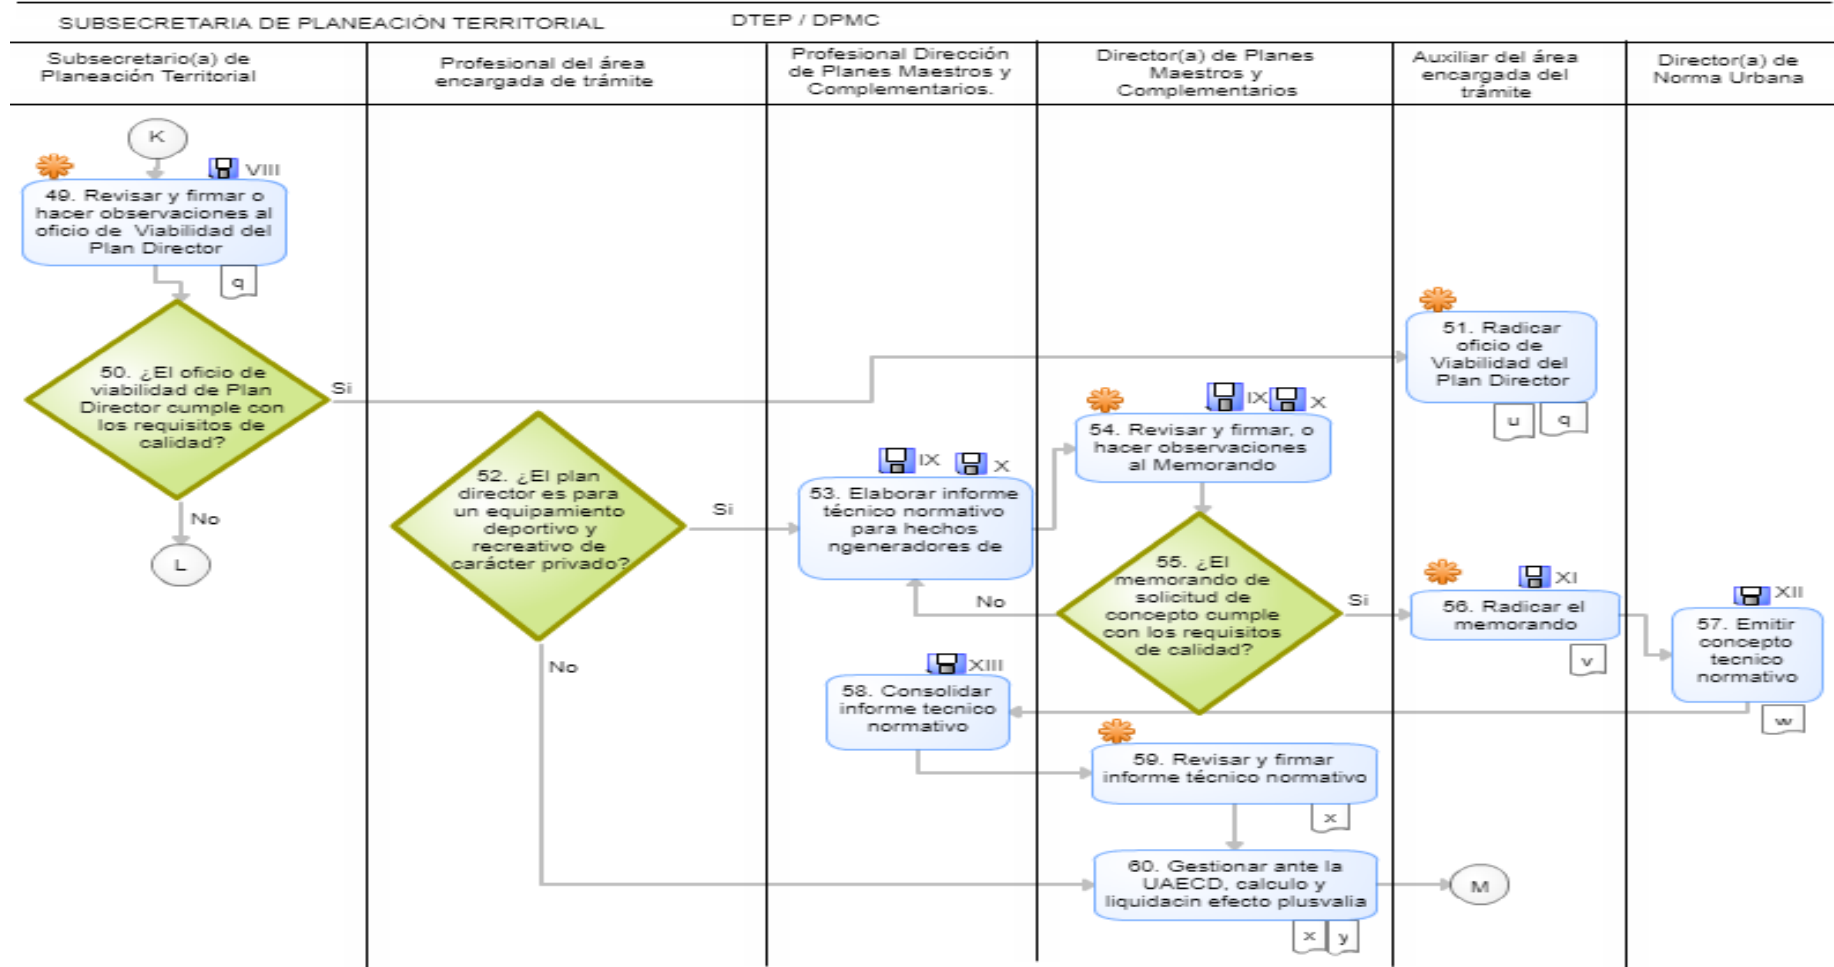 SUBSECRETARIA DE PLANEACIÓN TERRITORIAL
DTEP / DPMC
Subsecretario(a) de
Planeación Territorial
Profesional del área
encargada de trámite
Profesional Dirección
de Planes Maestros y
Complementarios.
Director(a) de Planes
Maestros y
Complementarios
Auxiliar del área
encargada del
trámite
Director(a) de
Norma Urbana
K
VIII
49. Revisar y firmar o
hacer observaciones al
oficio de Viabilidad del
Plan Director
q
50. ¿El oficio de
viabilidad de Plan
Director cumple con
los requisitos de
calidad?
Si
No
L
51. Radicar
oficio de
Viabilidad del
Plan Director
u
q
52. ¿El plan
director es para
un equipamiento
deportivo y
recreativo de
carácter privado?
Si
No
IX
X
53. Elaborar informe
técnico normativo
para hechos
ngeneradores de
IX
X
54. Revisar y firmar, o
hacer observaciones
al Memorando
55. ¿El
memorando de
solicitud de
concepto cumple
con los requisitos
de calidad?
No
Si
XI
56. Radicar el
memorando
v
XII
57. Emitir
concepto
tecnico
normativo
w
XIII
58. Consolidar
informe tecnico
normativo
59. Revisar y firmar
informe técnico normativo
x
60. Gestionar ante la
UAECD, calculo y
liquidacin efecto plusvalia
x
y
M